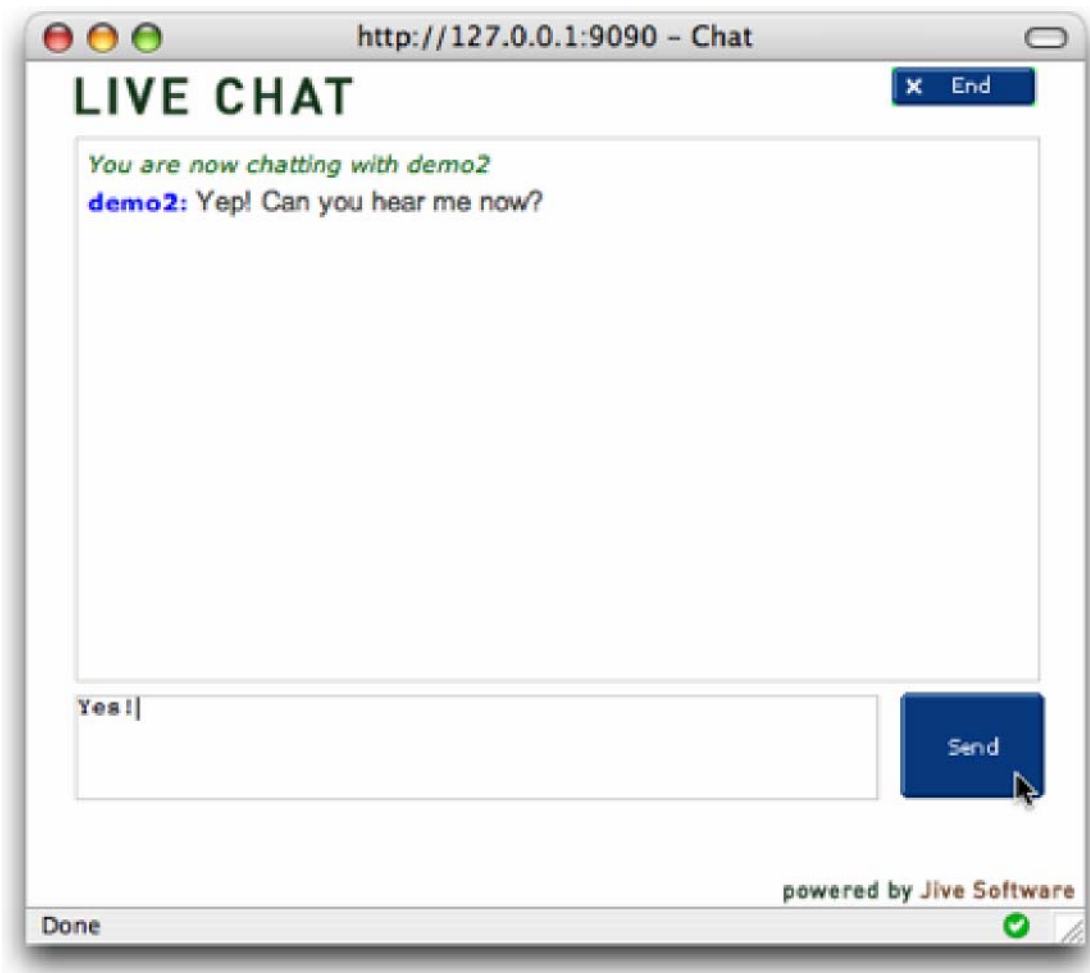 http://127.0.0.1:9090 – Chat
LIVE CHAT
× End
You are now chatting with demo2
demo2: Yep! Can you hear me now?
Yes!
Send
powered by Jive Software
Done